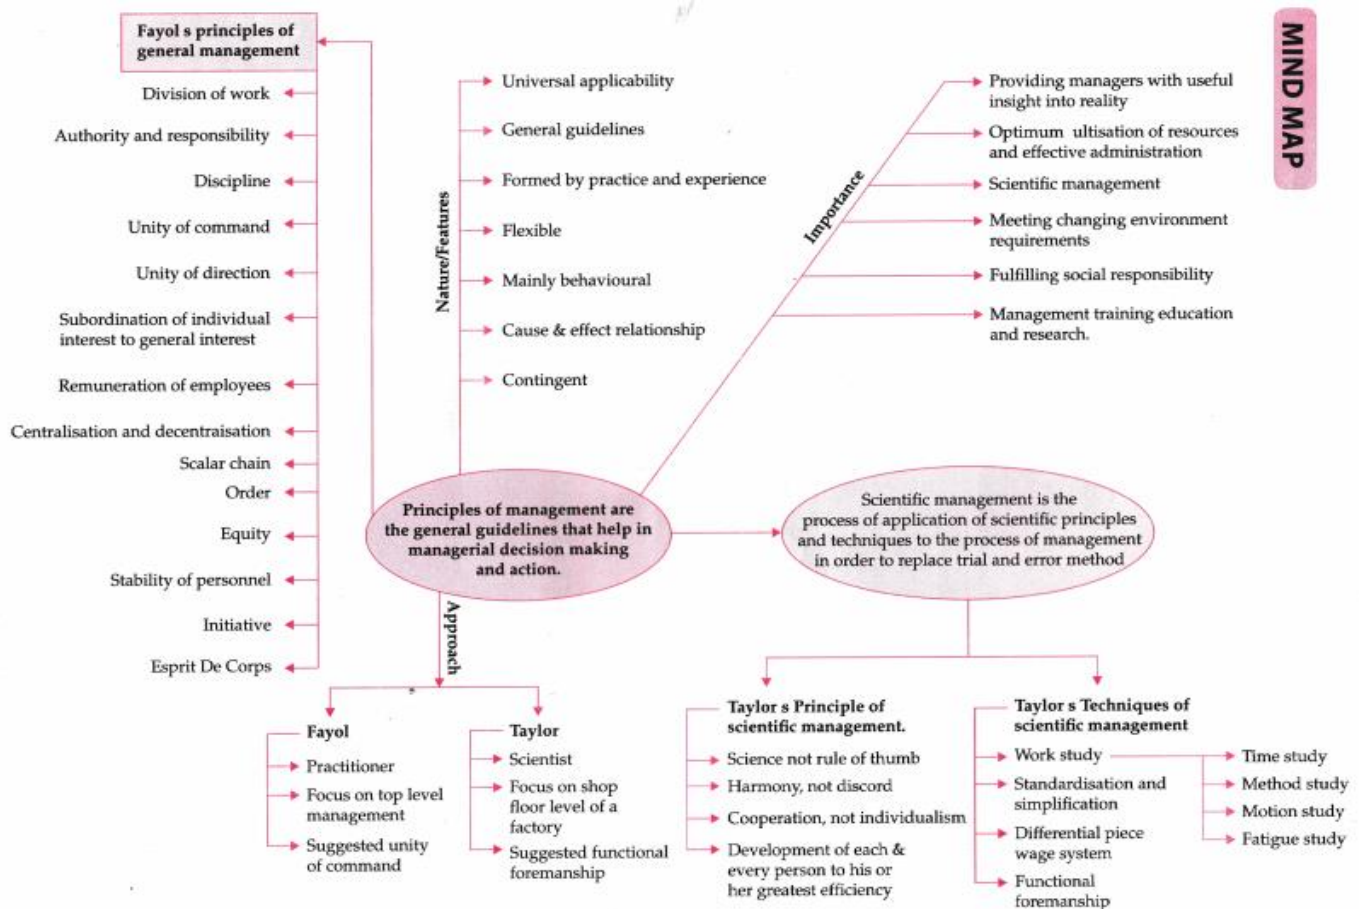 MIND MAP
Fayol s principles of
general management
Division of work
Authority and responsibility
Discipline
Unity of command
Unity of direction
Subordination of individual
interest to general interest
Remuneration of employees
Centralisation and decentraisation
Scalar chain
Order
Equity
Stability of personnel
Initiative
Esprit De Corps
Nature/Features
Universal applicability
General guidelines
Formed by practice and experience
Flexible
Mainly behavioural
Cause & effect relationship
Contingent
Importance
Providing managers with useful
insight into reality
Optimum ultisation of resources
and effective administration
Scientific management
Meeting changing environment
requirements
Fulfilling social responsibility
Management training education
and research.
Principles of management are
the general guidelines that help in
managerial decision making
and action.
Scientific management is the
process of application of scientific principles
and techniques to the process of management
in order to replace trial and error method
Approach
Fayol
Practitioner
Focus on top level
management
Suggested unity
of command
Taylor
Scientist
Focus on shop
floor level of a
factory
Suggested functional
foremanship
Taylor s Principle of
scientific management.
Science not rule of thumb
Harmony, not discord
Cooperation, not individualism
Development of each &
every person to his or
her greatest efficiency
Taylor s Techniques of
scientific management
Work study
Standardisation and
simplification
Differential piece
wage system
Functional
foremanship
Time study
Method study
Motion study
Fatigue study